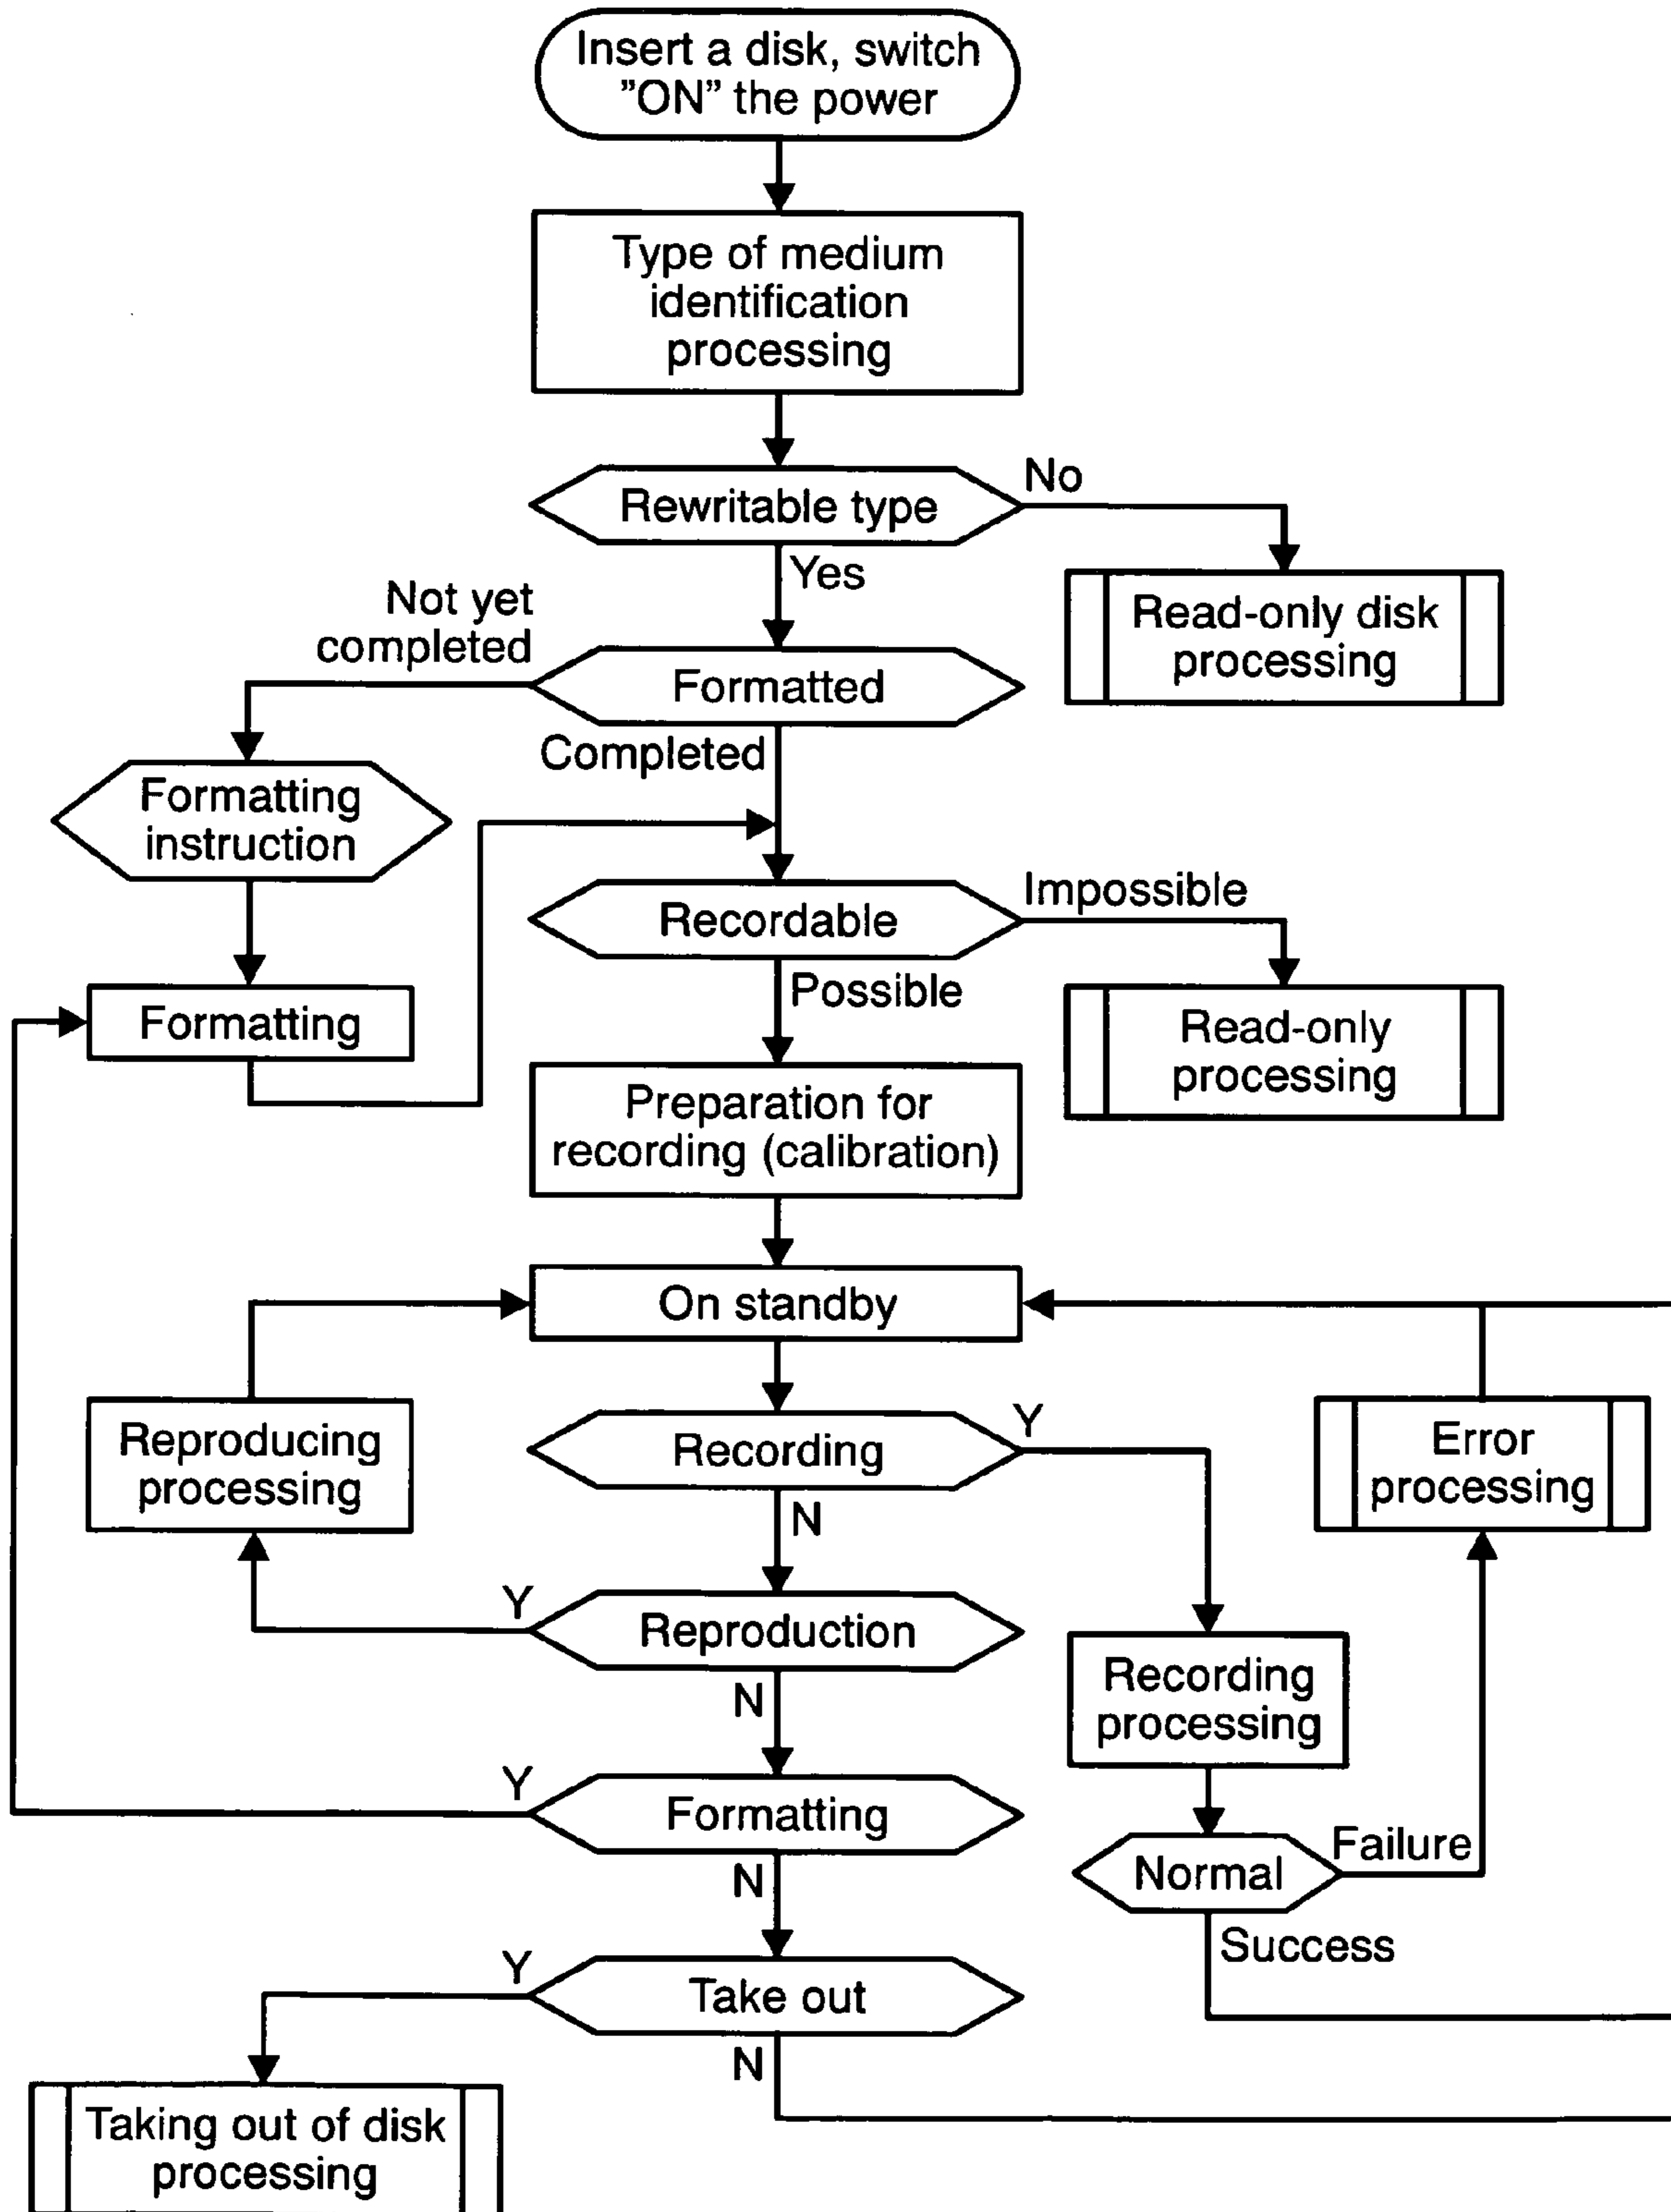 Insert a disk, switch
”ON” the power
Type of medium
identification
processing
Rewritable type
No
Yes
Read-only disk
processing
Not yet
completed
Formatted
Completed
Formatting
instruction
Recordable
Impossible
Possible
Formatting
Read-only
processing
Preparation for
recording (calibration)
On standby
Reproducing
processing
Recording
Y
N
Error
processing
Y
Reproduction
N
Recording
processing
Y
Formatting
N
Normal
Failure
Success
Y
Take out
N
Taking out of disk
processing